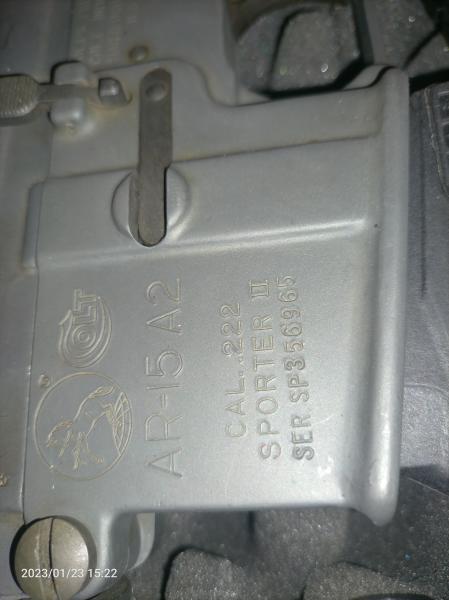 COLT
AR-15 A2
CAL. .222
SPORTER II
SER SP356965
2023/01/23 15:22